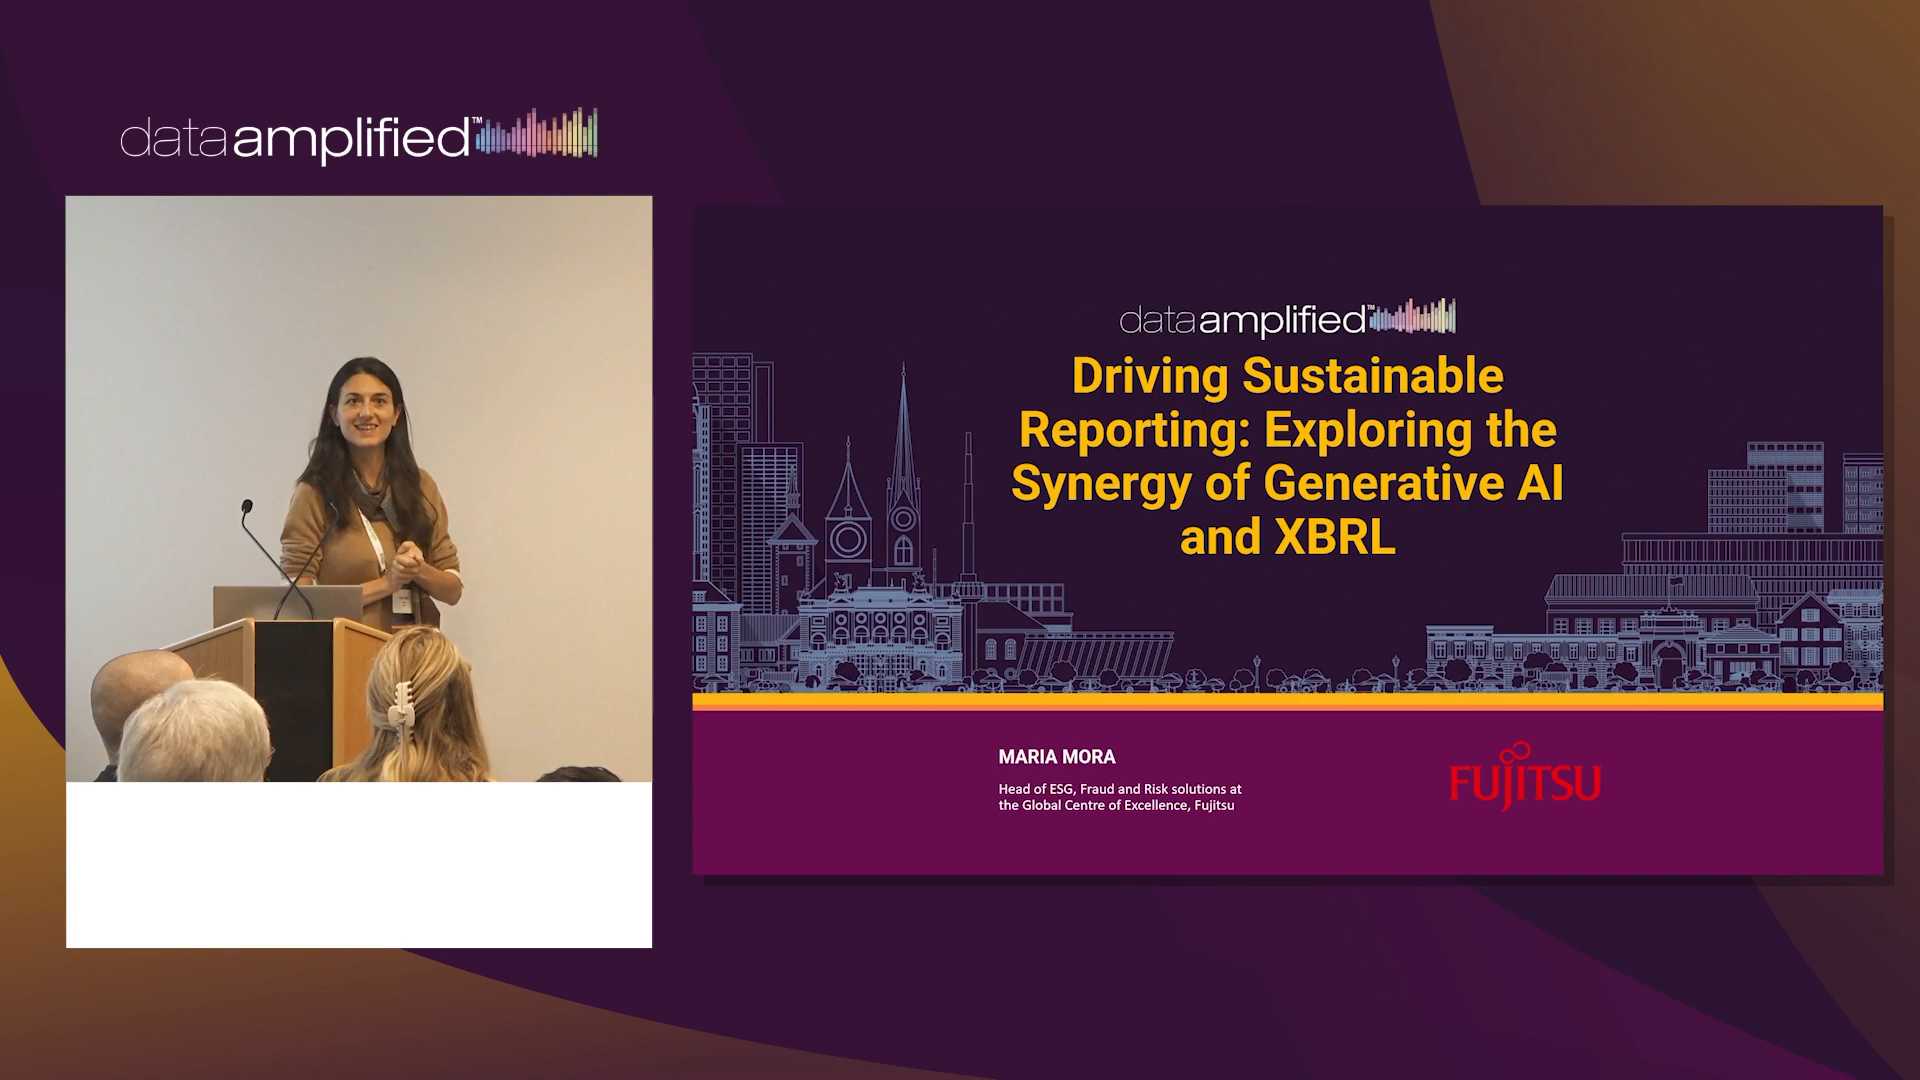 dataamplified™
dataamplified™
Driving Sustainable
Reporting: Exploring the
Synergy of Generative AI
and XBRL
MARIA MORA
Head of ESG, Fraud and Risk solutions at
the Global Centre of Excellence, Fujitsu
FUJITSU